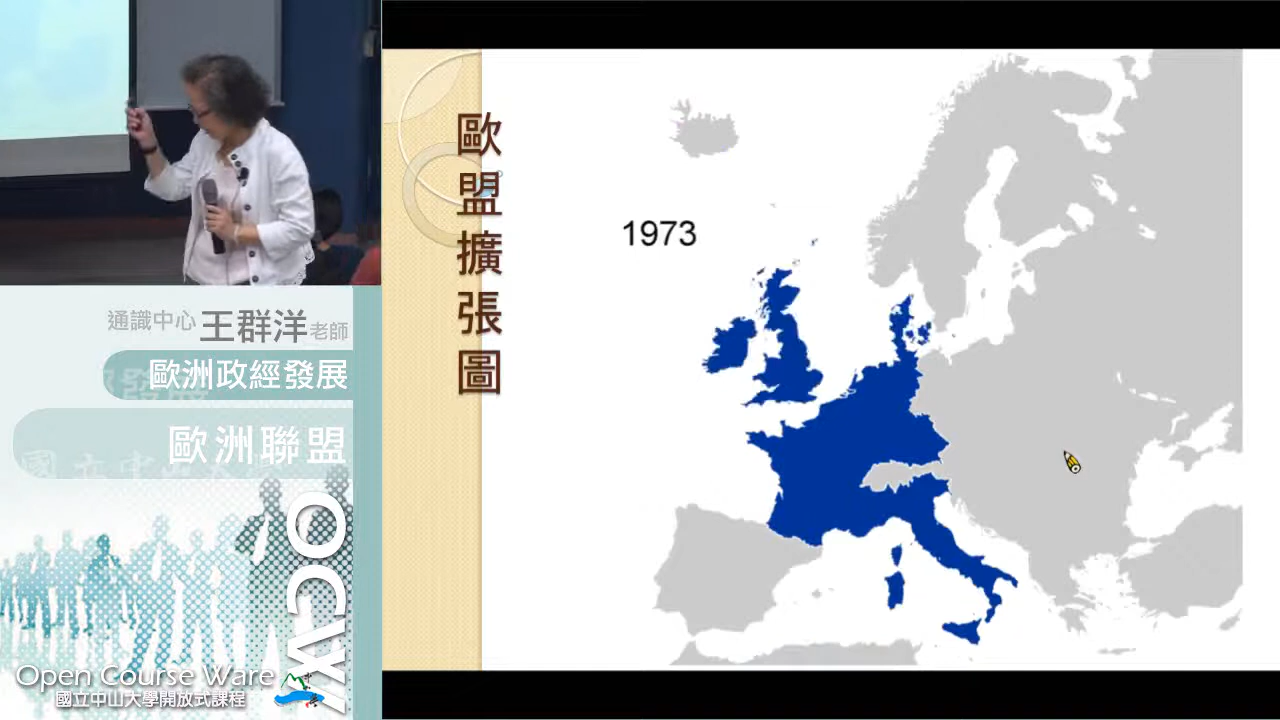 通識中心 王群洋 老師
歐洲政經發展
歐洲聯盟
OCW
Open Course Ware
國立中山大學開放式課程
歐盟擴張圖
1973